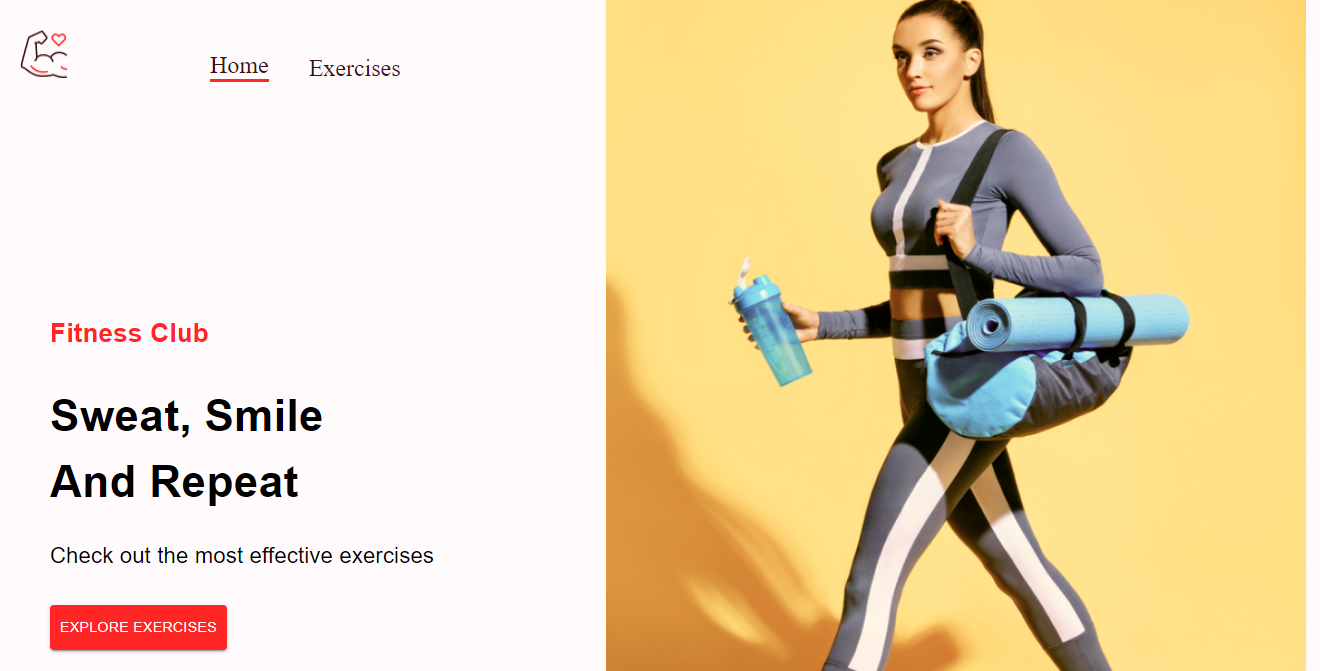 Home
Exercises
Fitness Club
Sweat, Smile
And Repeat
Check out the most effective exercises
EXPLORE EXERCISES